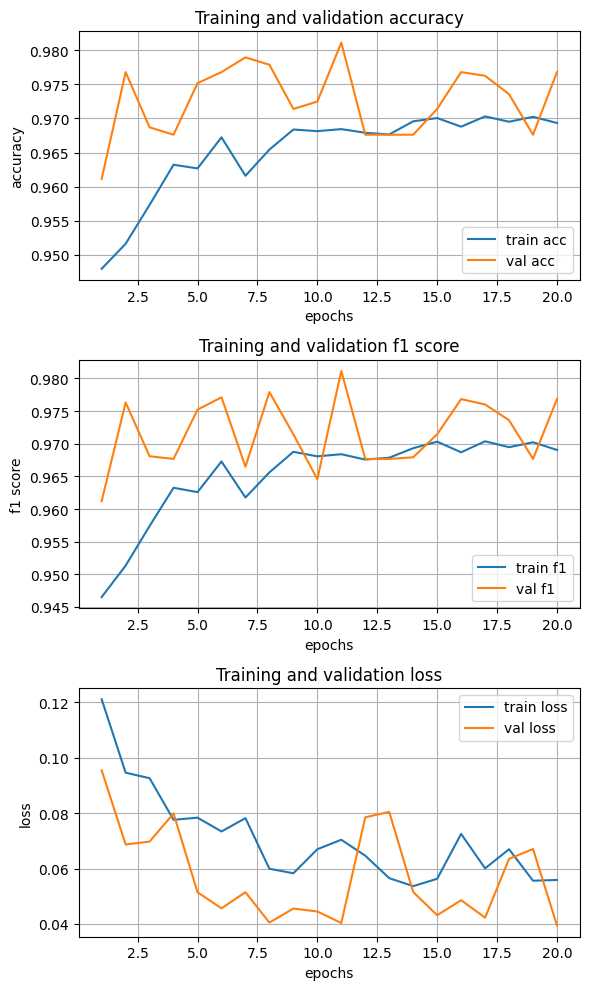 Training and validation accuracy
0.980
0.975
0.970
0.965
0.960
0.955
0.950
accuracy
train acc
val acc
2.5 5.0 7.5 10.0 12.5 15.0 17.5 20.0
epochs
Training and validation f1 score
0.980
0.975
0.970
0.965
0.960
0.955
0.950
0.945
f1 score
train f1
val f1
2.5 5.0 7.5 10.0 12.5 15.0 17.5 20.0
epochs
Training and validation loss
0.12
0.10
0.08
0.06
0.04
loss
train loss
val loss
2.5 5.0 7.5 10.0 12.5 15.0 17.5 20.0
epochs